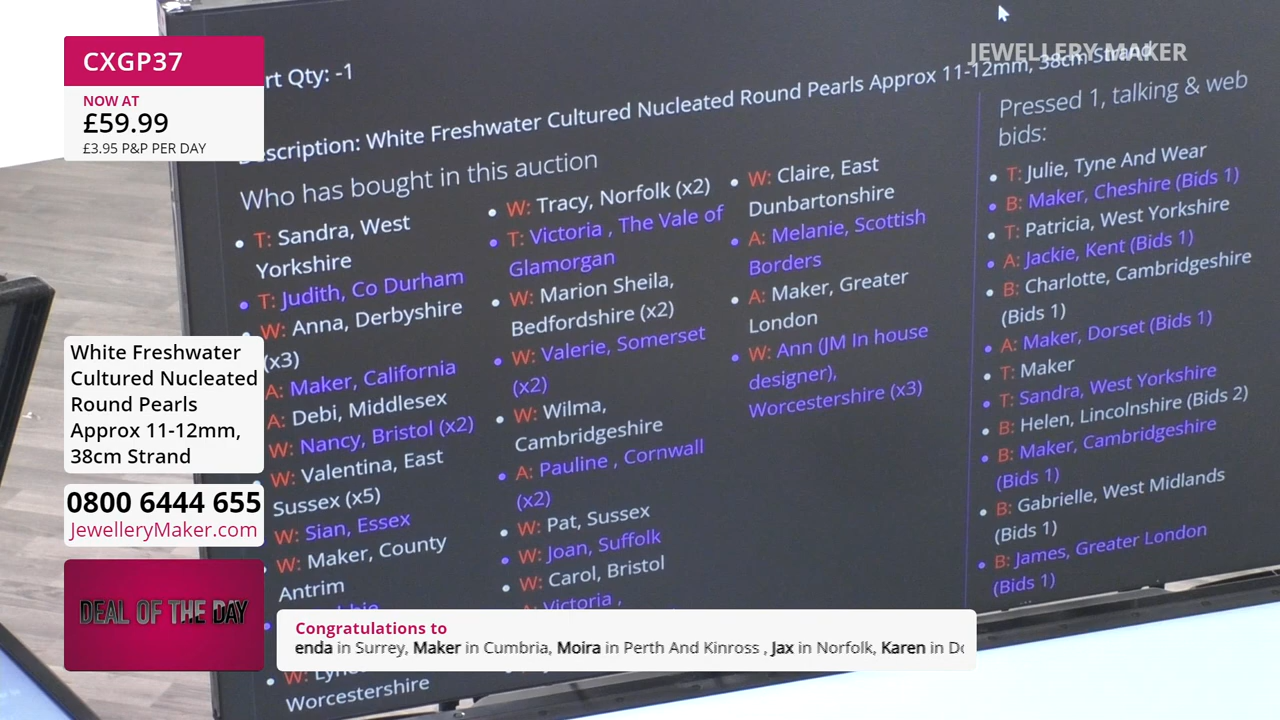 CXGP37
NOW AT
£59.99
£3.95 P&P PER DAY
White Freshwater
Cultured Nucleated
Round Pearls
Approx 11-12mm,
38cm Strand
0800 6444 655
JewelleryMaker.com
DEAL OF THE DAY
JEWELLERY MAKER
rt Qty: -1
scription: White Freshwater Cultured Nucleated Round Pearls Approx 11-12mm, 38cm Strand
Who has bought in this auction
T: Sandra, West
Yorkshire
T: Judith, Co Durham
W: Anna, Derbyshire
(x3)
A: Maker, California
A: Debi, Middlesex
W: Nancy, Bristol (x2)
W: Valentina, East
Sussex (x5)
W: Sian, Essex
W: Maker, County
Antrim
W: Lyn
Worcestershire
W: Tracy, Norfolk (x2)
T: Victoria , The Vale of
Glamorgan
W: Marion Sheila,
Bedfordshire (x2)
W: Valerie, Somerset
(x2)
W: Wilma,
Cambridgeshire
A: Pauline , Cornwall
(x2)
W: Pat, Sussex
W: Joan, Suffolk
W: Carol, Bristol
A: Victoria ,
W: Claire, East
Dunbartonshire
A: Melanie, Scottish
Borders
A: Maker, Greater
London
W: Ann (JM In house
designer),
Worcestershire (x3)
Pressed 1, talking & web
bids:
T: Julie, Tyne And Wear
B: Maker, Cheshire (Bids 1)
T: Patricia, West Yorkshire
A: Jackie, Kent (Bids 1)
B: Charlotte, Cambridgeshire
(Bids 1)
A: Maker, Dorset (Bids 1)
T: Maker
T: Sandra, West Yorkshire
B: Helen, Lincolnshire (Bids 2)
B: Maker, Cambridgeshire
(Bids 1)
B: Gabrielle, West Midlands
(Bids 1)
B: James, Greater London
(Bids 1)
Congratulations to
enda in Surrey, Maker in Cumbria, Moira in Perth And Kinross , Jax in Norfolk, Karen in Do